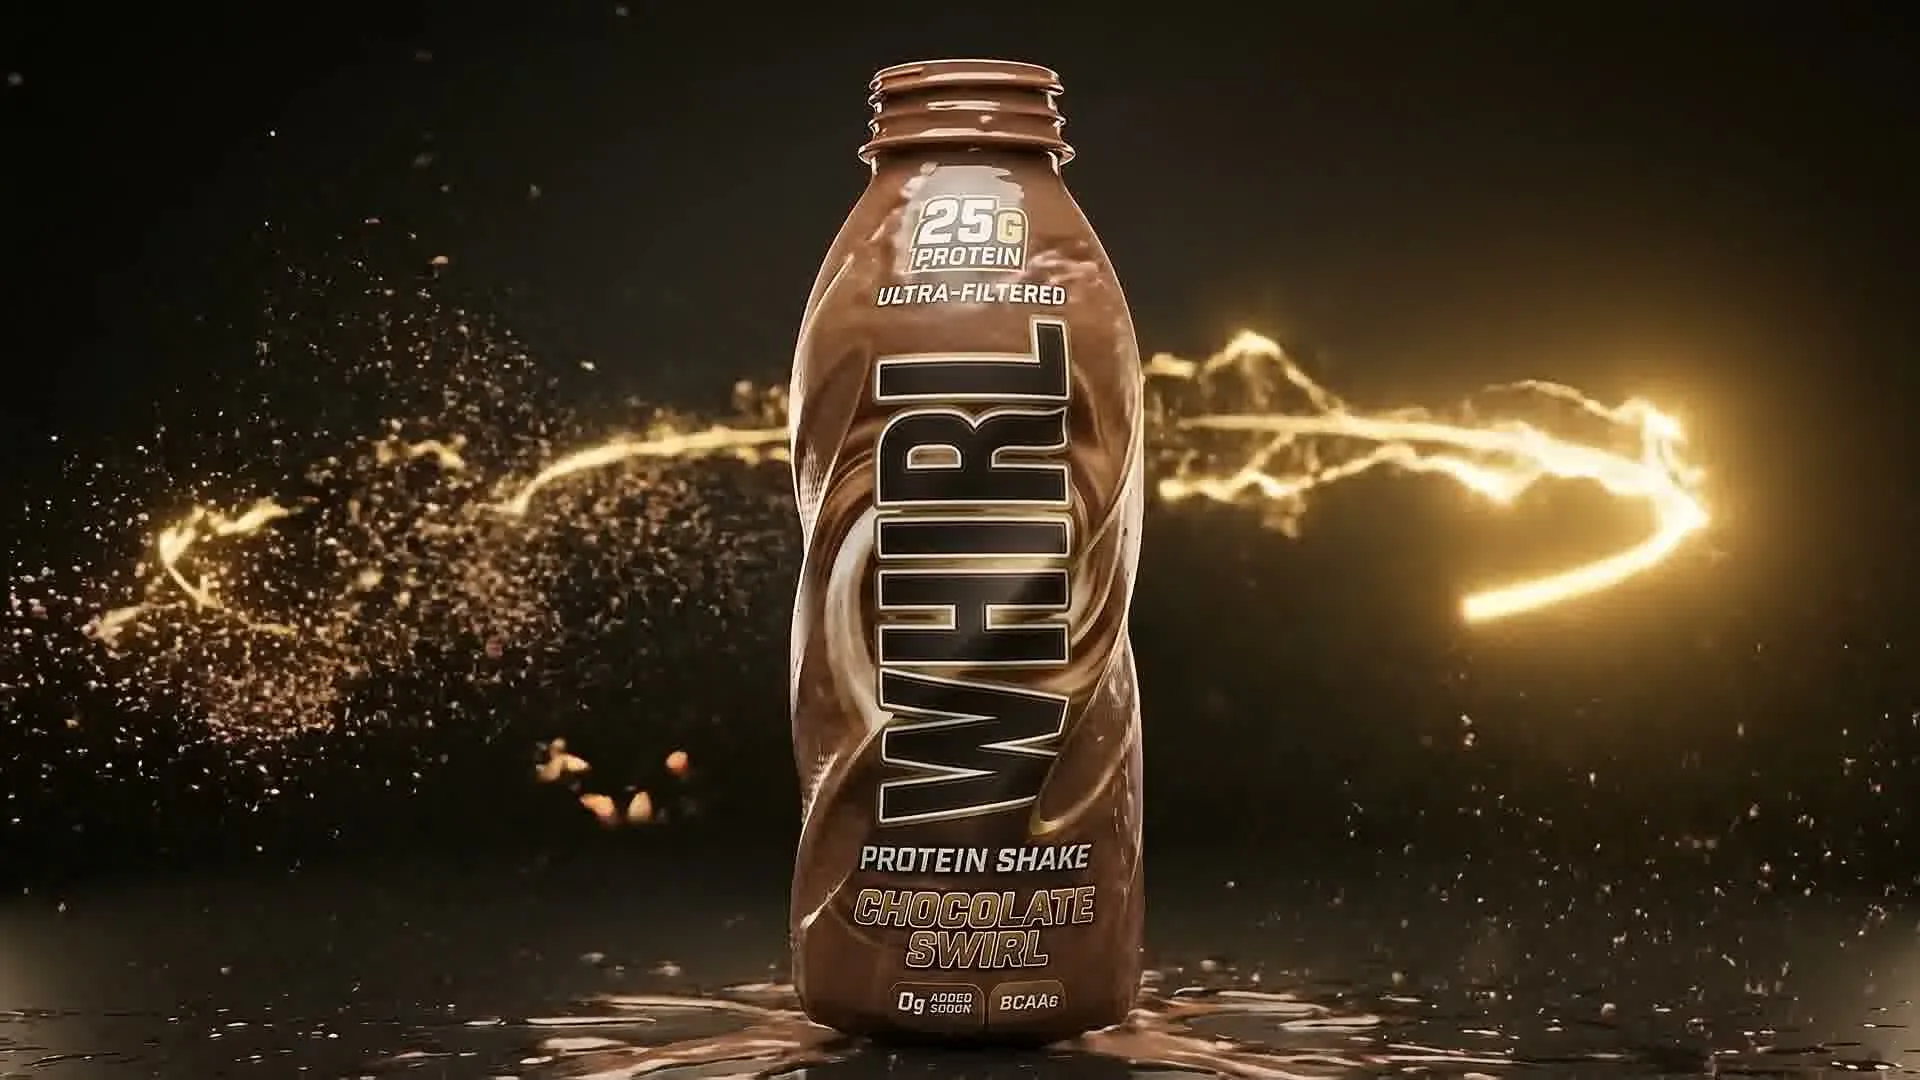 25G
PROTEIN
ULTRA-FILTERED
WHIRL
PROTEIN SHAKE
CHOCOLATE
SWIRL
0g ADDED
BCAA6